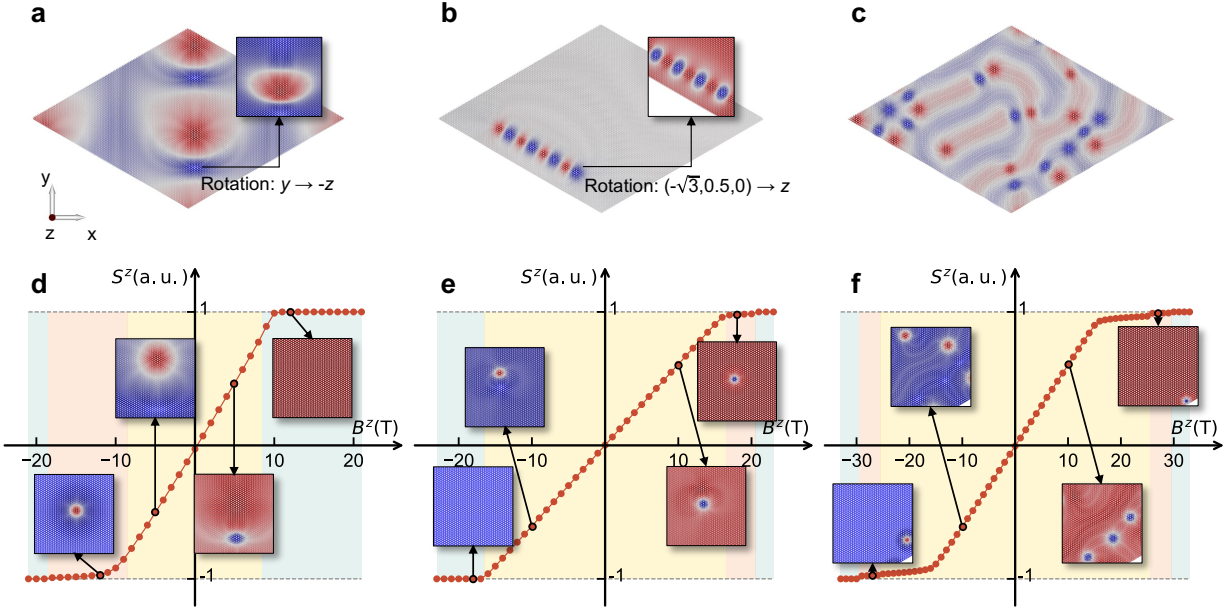 a
b
c
Rotation: y → -z
Rotation: (-√3,0.5,0) → z
y
z
x
d
S^z(a. u.)
1
B^z(T)
−20
−10
10
20
-1
e
S^z(a. u.)
1
B^z(T)
−20
−10
10
20
-1
f
S^z(a. u.)
1
B^z(T)
−30
−20
−10
10
20
30
-1